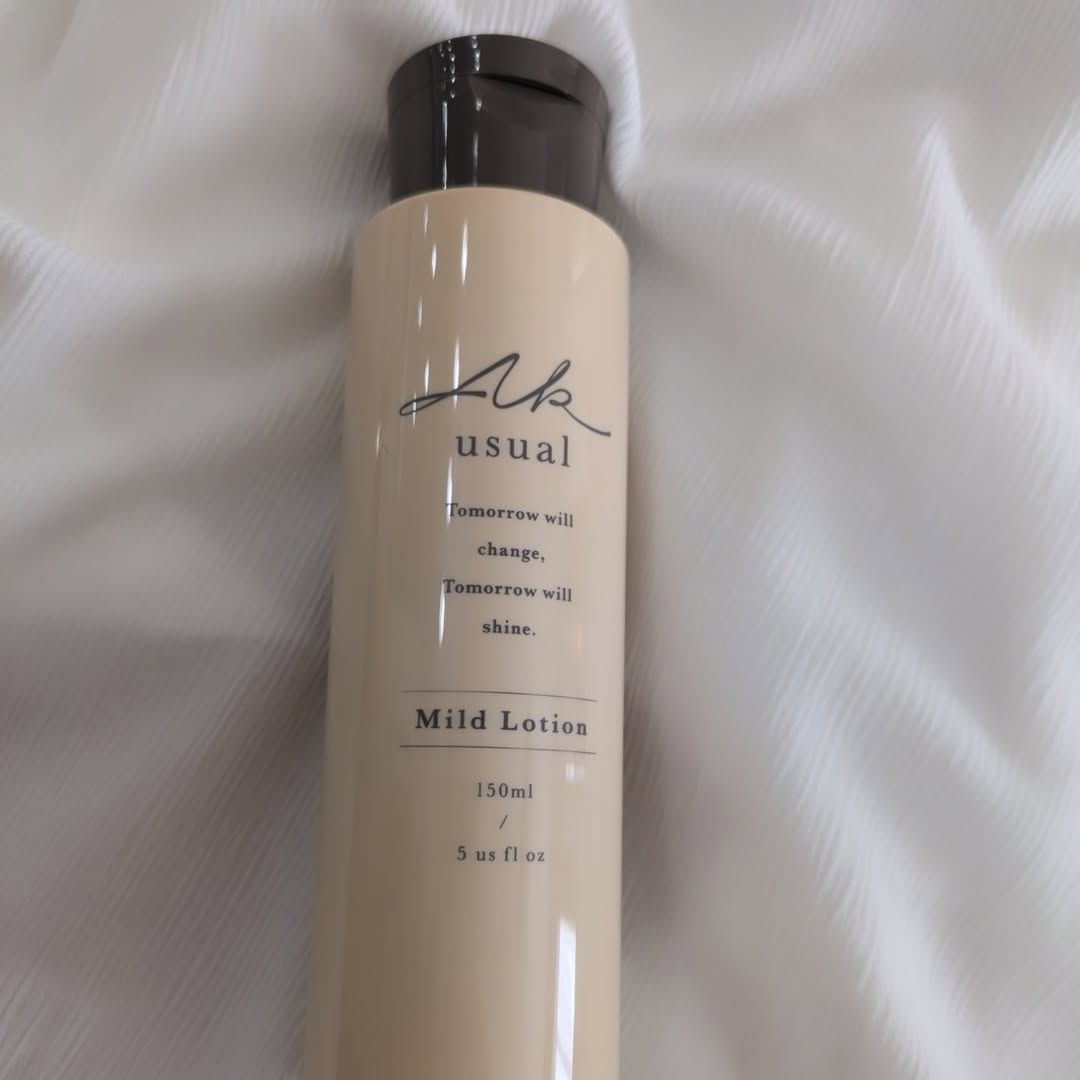 Ak
usual
Tomorrow will
change,
Tomorrow will
shine.
Mild Lotion
150ml
/
5 us fl oz